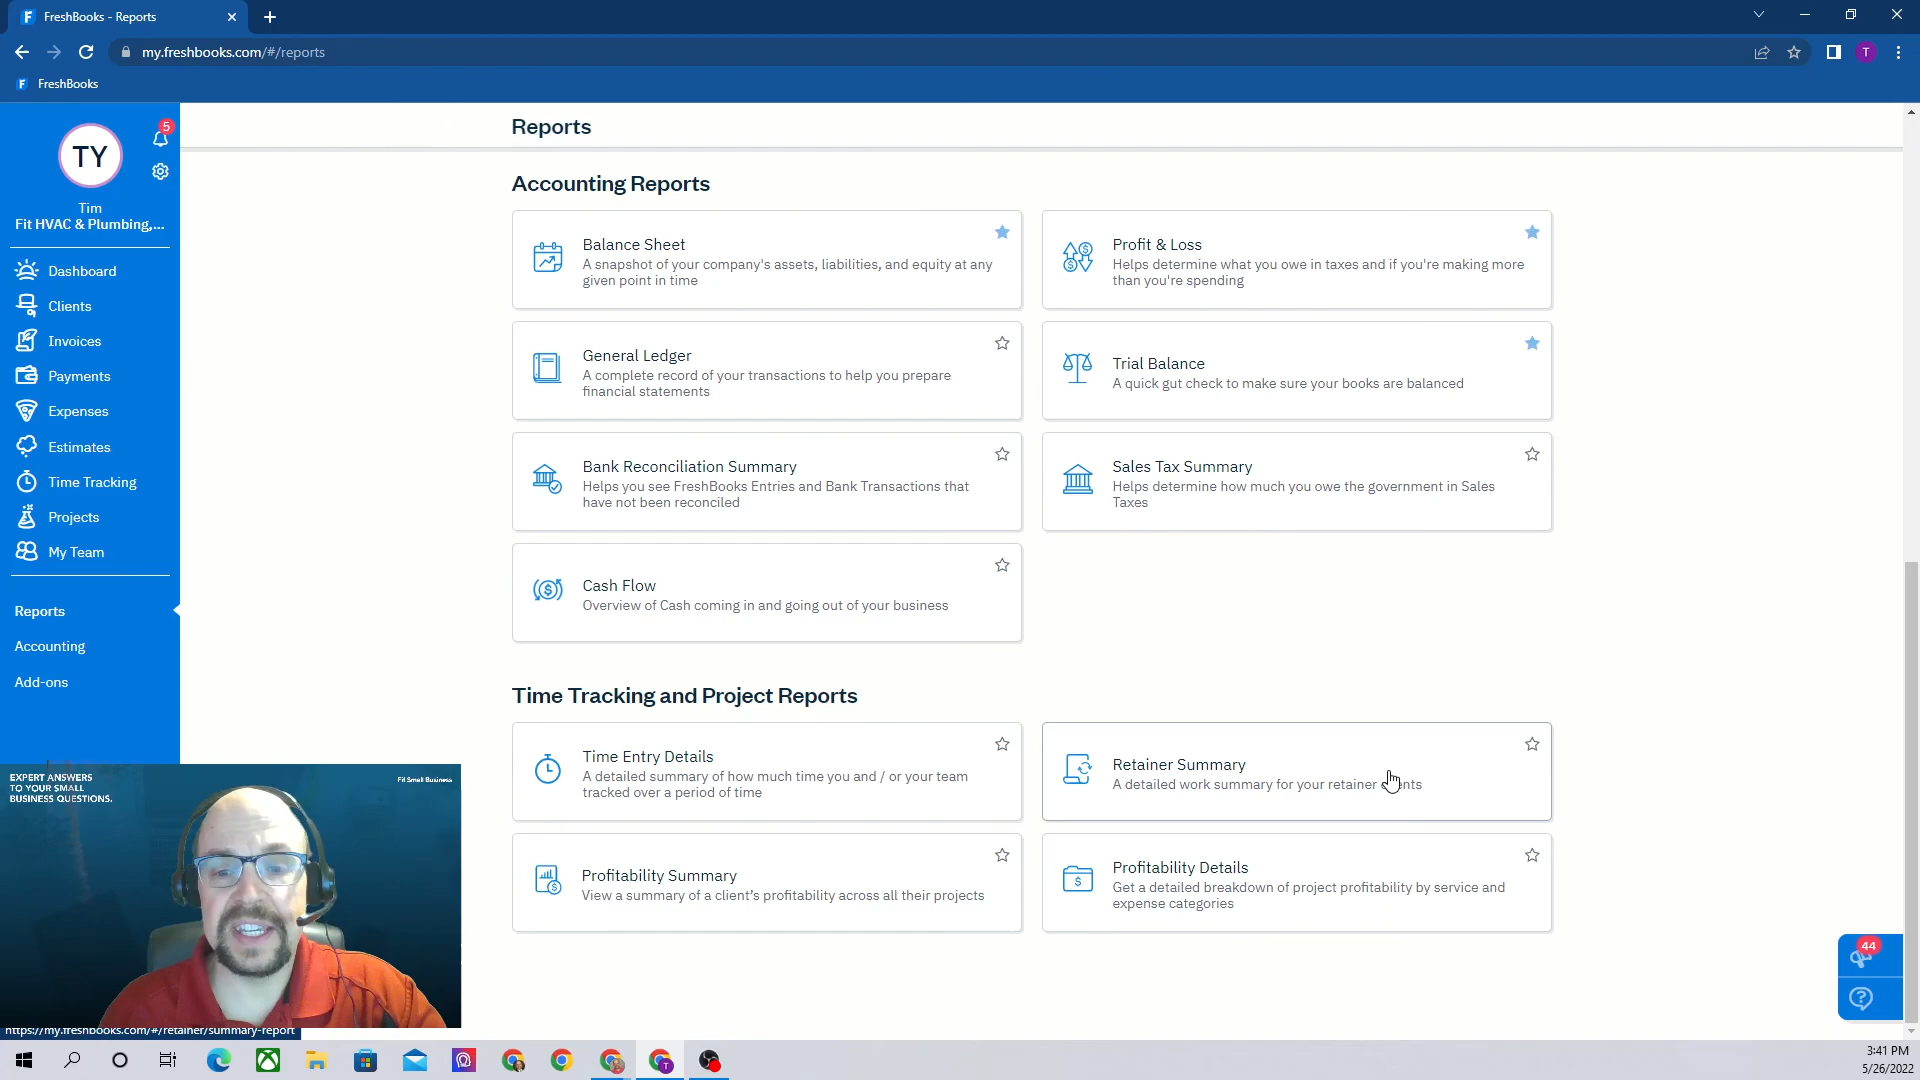 FreshBooks - Reports
my.freshbooks.com/#/reports
T
FreshBooks
TY
5
Tim
Fit HVAC & Plumbing,...
Dashboard
Clients
Invoices
Payments
Expenses
Estimates
Time Tracking
Projects
My Team
Reports
Accounting
Add-ons
Reports
Accounting Reports
Balance Sheet
A snapshot of your company's assets, liabilities, and equity at any
given point in time
Profit & Loss
Helps determine what you owe in taxes and if you're making more
than you're spending
General Ledger
A complete record of your transactions to help you prepare
financial statements
Trial Balance
A quick gut check to make sure your books are balanced
Bank Reconciliation Summary
Helps you see FreshBooks Entries and Bank Transactions that
have not been reconciled
Sales Tax Summary
Helps determine how much you owe the government in Sales
Taxes
Cash Flow
Overview of Cash coming in and going out of your business
Time Tracking and Project Reports
Time Entry Details
A detailed summary of how much time you and / or your team
tracked over a period of time
Retainer Summary
A detailed work summary for your retainer
Profitability Summary
View a summary of a client's profitability across all their projects
Profitability Details
Get a detailed breakdown of project profitability by service and
expense categories
44
EXPERT ANSWERS
TO YOUR SMALL
BUSINESS QUESTIONS.
Fit Small Business
https://my.freshbooks.com/#/retainer/summary-report
T
3:41 PM
5/26/2022